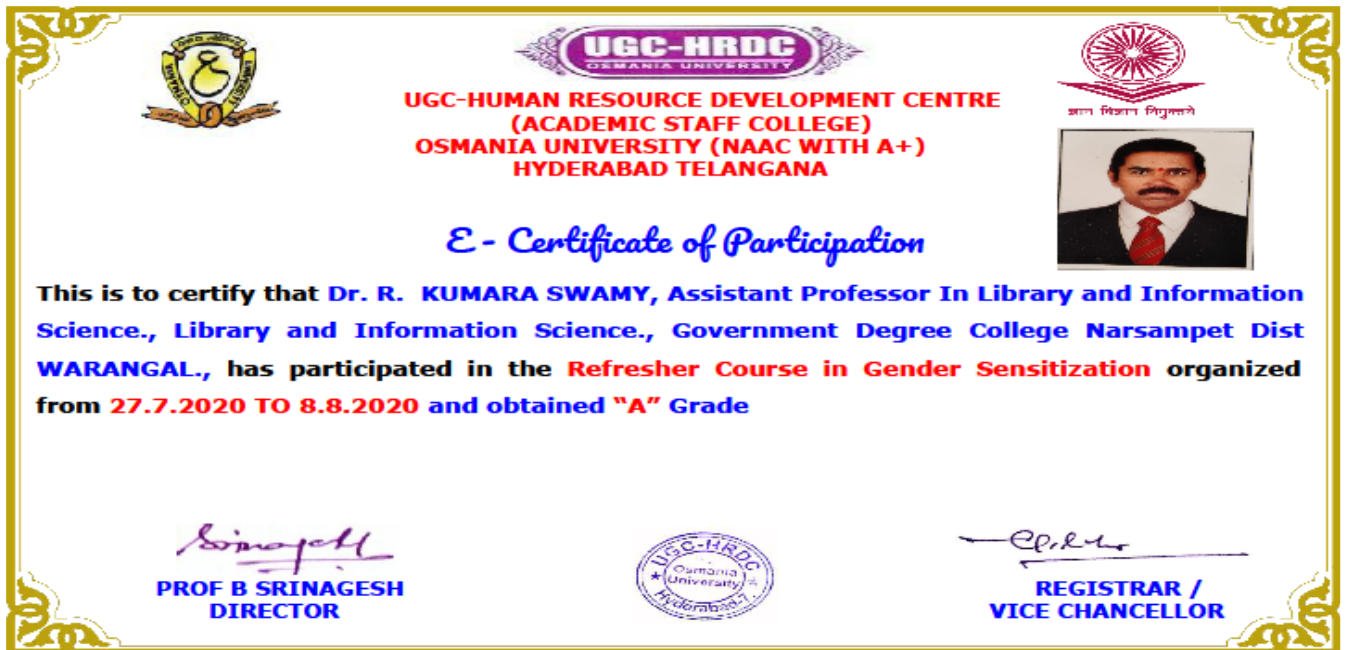 UGC-HRDC
OSMANIA UNIVERSITY
UGC-HUMAN RESOURCE DEVELOPMENT CENTRE
(ACADEMIC STAFF COLLEGE)
OSMANIA UNIVERSITY (NAAC WITH A+)
HYDERABAD TELANGANA
ज्ञान विज्ञान विमुक्तये
E - Certificate of Participation
This is to certify that Dr. R. KUMARA SWAMY, Assistant Professor In Library and Information
Science., Library and Information Science., Government Degree College Narsampet Dist
WARANGAL., has participated in the Refresher Course in Gender Sensitization organized
from 27.7.2020 TO 8.8.2020 and obtained “A” Grade
UGC-HRDC
Osmania
University
Hyderabad-7
PROF B SRINAGESH
DIRECTOR
REGISTRAR /
VICE CHANCELLOR